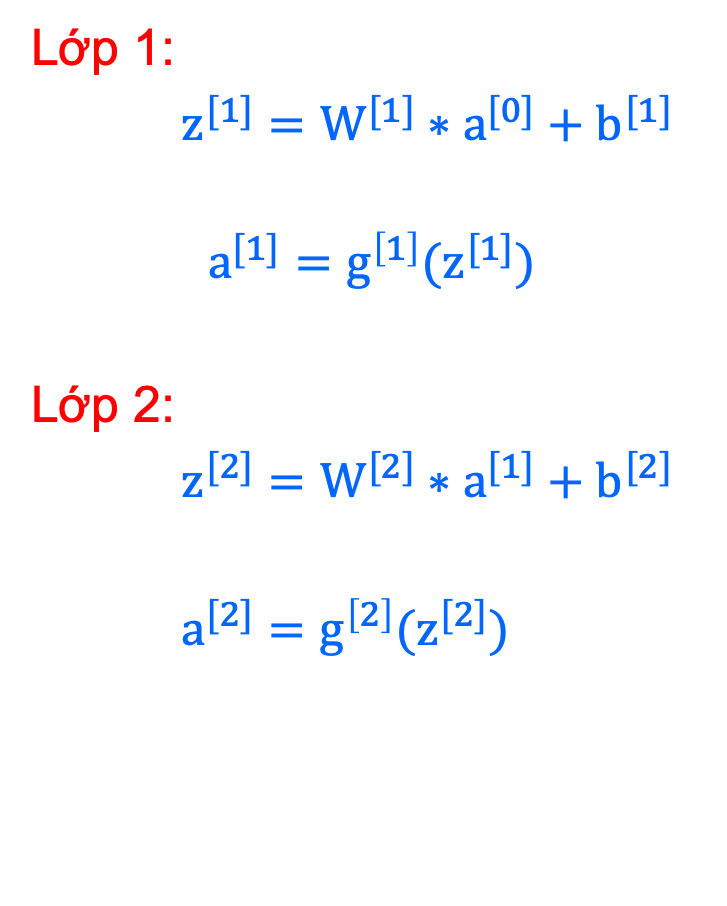 Lớp 1:
z^[1] = W^[1] * a^[0] + b^[1]
a^[1] = g^[1](z^[1])
Lớp 2:
z^[2] = W^[2] * a^[1] + b^[2]
a^[2] = g^[2](z^[2])